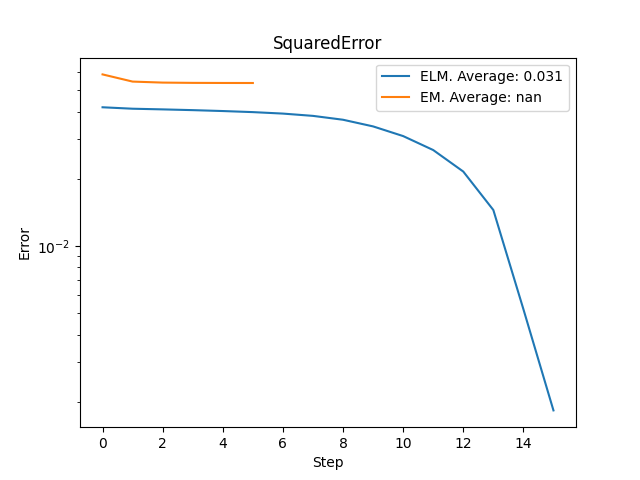 SquaredError
ELM. Average: 0.031
EM. Average: nan
Error
10⁻²
0 2 4 6 8 10 12 14
Step